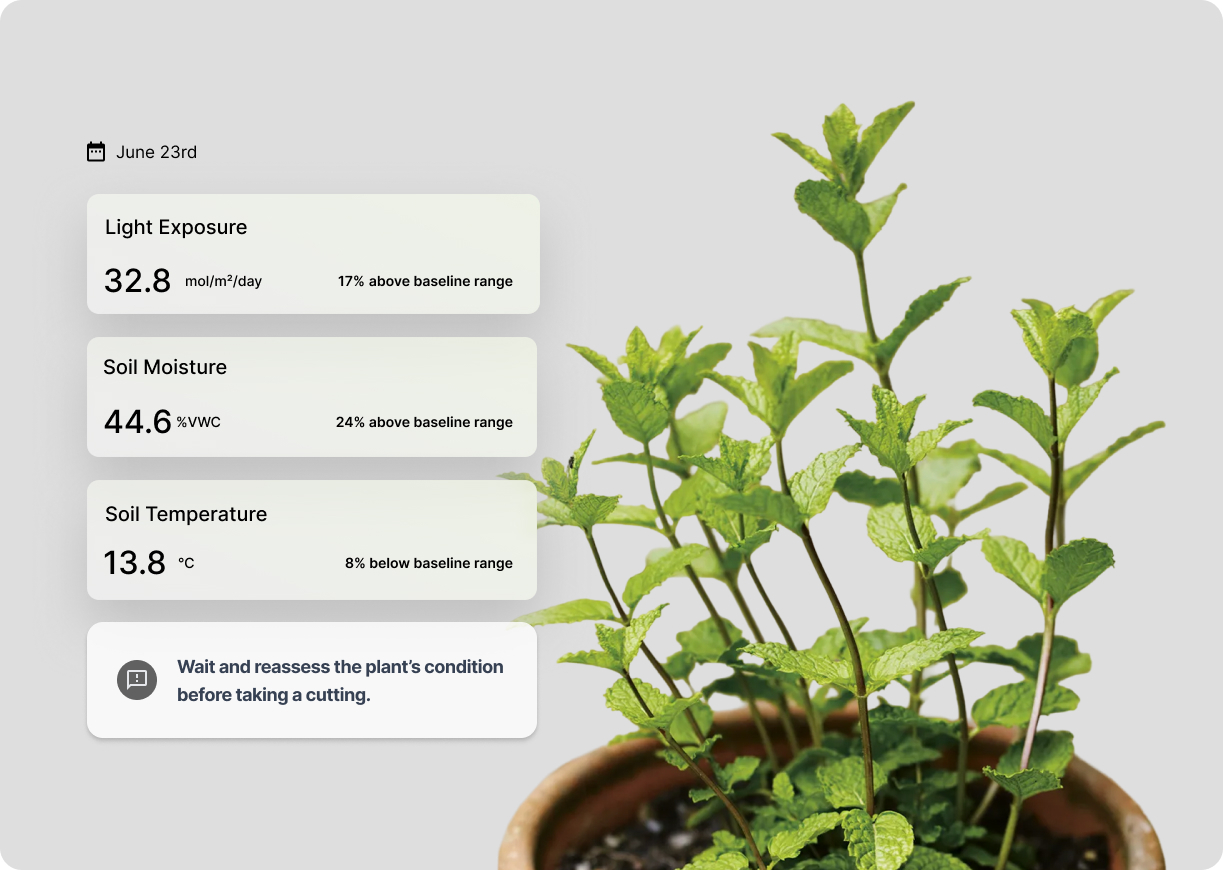 June 23rd
Light Exposure
32.8 mol/m²/day 17% above baseline range
Soil Moisture
44.6 %VWC 24% above baseline range
Soil Temperature
13.8 °C 8% below baseline range
Wait and reassess the plant’s condition
before taking a cutting.